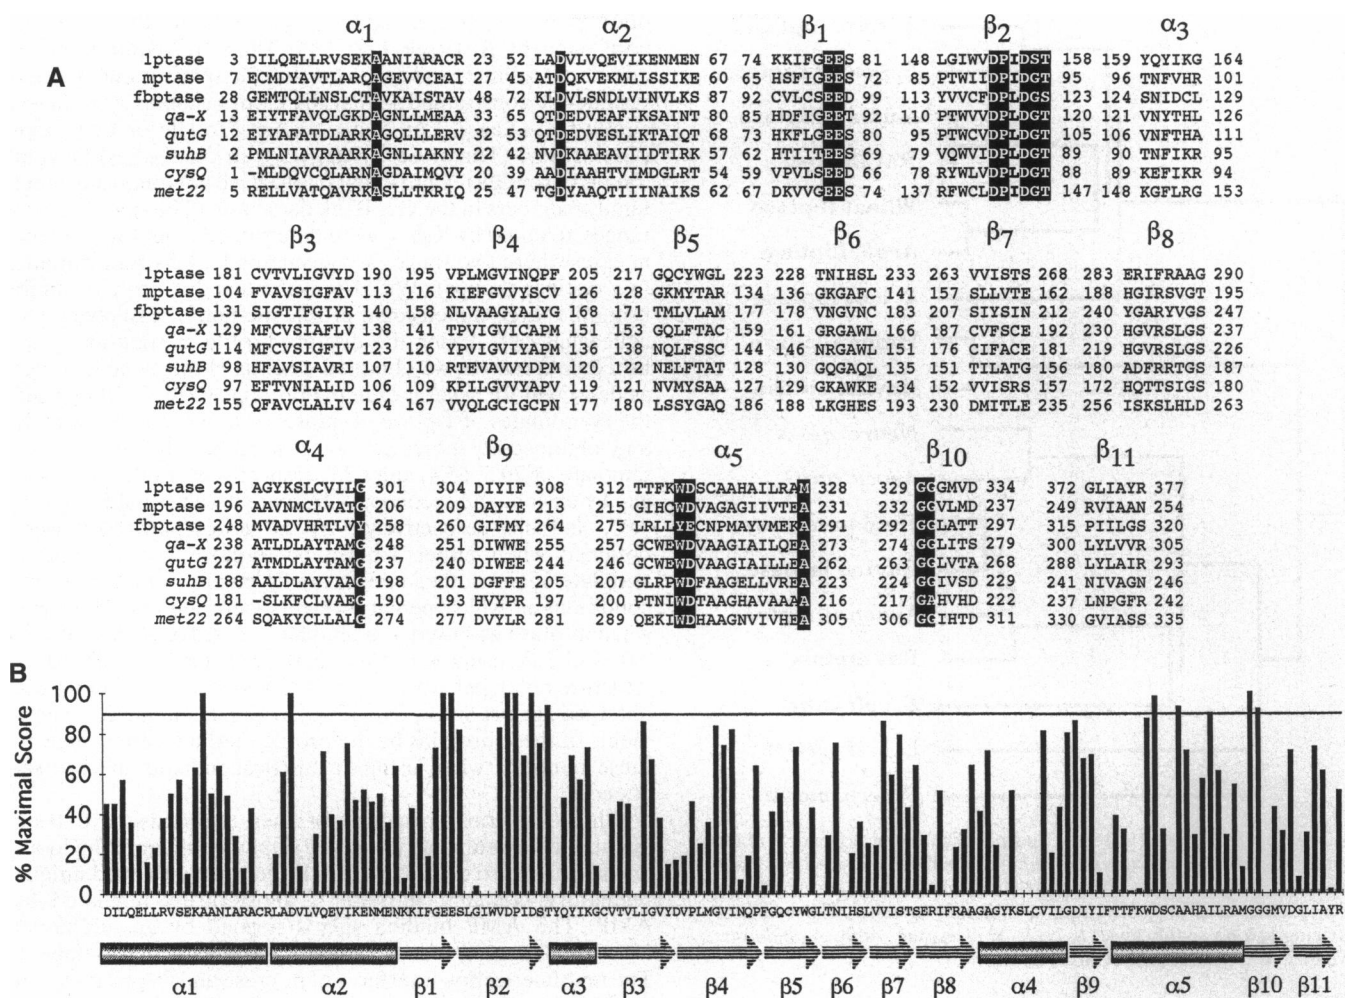 α1 α2 β1 β2 α3
A
1ptase 3 DILQELLRVSEKAANIARACR 23 52 LADVLVQEVIKENMEN 67 74 KKIFGEES 81 148 LGIWVDPIDST 158 159 YQYIKG 164
mptase 7 ECMDYAVTLARQAGEVVCEAI 27 45 ATDQKVEKMLISSIKE 60 65 HSFIGEES 72 85 PTWIIDPIDGT 95 96 TNFVHR 101
fbptase 28 GEMTQLLNSLCTAVKAISTAV 48 72 KLDVLSNDLVINVLKS 87 92 CVLCSEED 99 113 YVVCFDPLDGS 123 124 SNIDCL 129
qa-X 13 EIYTFAVQLGKDAGNLLMEAA 33 65 QTDEDVEAFIKSAINT 80 85 HDFIGEET 92 110 PTWVVDPLDGT 120 121 VNYTHL 126
qutG 12 EIYAFATDLARKAGQLLLERV 32 53 QTDEDVESLIKTAIQT 68 73 HKFLGEES 80 95 PTWCVDPLDGT 105 106 VNFTHA 111
suhB 2 PMLNIAVRAARKAGNLIAKNY 22 42 NVDKAAEAVIIDTIRK 57 62 HTIITEES 69 79 VQWVIDPLDGT 89 90 TNFIKR 95
cysQ 1 -MLDQVCQLARNAGDAIMQVY 20 39 AADIAAHTVIMDGLRT 54 59 VPVLSEED 66 78 RYWLVDPLDGT 88 89 KEFIKR 94
met22 5 RELLVATQAVRKASLLTKRIQ 25 47 TGDYAAQTIIINAIKS 62 67 DKVVGEES 74 137 RFWCLDPIDGT 147 148 KGFLRG 153
β3 β4 β5 β6 β7 β8
1ptase 181 CVTVLIGVYD 190 195 VPLMGVINQPF 205 217 GQCYWGL 223 228 TNIHSL 233 263 VVISTS 268 283 ERIFRAAG 290
mptase 104 FVAVSIGFAV 113 116 KIEFGVVYSCV 126 128 GKMYTAR 134 136 GKGAFC 141 157 SLLVTE 162 188 HGIRSVGT 195
fbptase 131 SIGTIFGIYR 140 158 NLVAAGYALYG 168 171 TMLVLAM 177 178 VNGVNC 183 207 SIYSIN 212 240 YGARYVGS 247
qa-X 129 MFCVSIAFLV 138 141 TPVIGVICAPM 151 153 GQLFTAC 159 161 GRGAWL 166 187 CVFSCE 192 230 HGVRSLGS 237
qutG 114 MFCVSIGFIV 123 126 YPVIGVIYAPM 136 138 NQLFSSC 144 146 NRGAWL 151 176 CIFACE 181 219 HGVRSLGS 226
suhB 98 HFAVSIAVRI 107 110 RTEVAVVYDPM 120 122 NELFTAT 128 130 GQGAQL 135 151 TILATG 156 180 ADFRRTGS 187
cysQ 97 EFTVNIALID 106 109 KPILGVVYAPV 119 121 NVMYSAA 127 129 GKAWKE 134 152 VVISRS 157 172 HQTTSIGS 180
met22 155 QFAVCLALIV 164 167 VVQLGCIGCPN 177 180 LSSYGAQ 186 188 LKGHES 193 230 DMITLE 235 256 ISKSLHLD 263
α4 β9 α5 β10 β11
1ptase 291 AGYKSLCVILG 301 304 DIYIF 308 312 TTFKWDSCAAHAILRAM 328 329 GGGMVD 334 372 GLIAYR 377
mptase 196 AAVNMCLVATG 206 209 DAYYE 213 215 GIHCWDVAGAGIIVTEA 231 232 GGVLMD 237 249 RVIAAN 254
fbptase 248 MVADVHRTLVY 258 260 GIFMY 264 275 LRLLYECNPMAYVMEKA 291 292 GGLATT 297 315 PIILGS 320
qa-X 238 ATLDLAYTAMG 248 251 DIWWE 255 257 GCWEWDVAAGIAILQEA 273 274 GGLITS 279 300 LYLVVR 305
qutG 227 ATMDLAYTAMG 237 240 DIWEE 244 246 GCWEWDVAAGIAILLEA 262 263 GGLVTA 268 288 LYLAIR 293
suhB 188 AALDLAYVAAG 198 201 DGFFE 205 207 GLRPWDFAAGELLVREA 223 224 GGIVSD 229 241 NIVAGN 246
cysQ 181 -SLKFCLVAEG 190 193 HVYPR 197 200 PTNIWDTAAGHAVAAAA 216 217 GAHVHD 222 237 LNPGFR 242
met22 264 SQAKYCLLALG 274 277 DVYLR 281 289 QEKIWDHAAGNVIVHEA 305 306 GGIHTD 311 330 GVIASS 335
B
% Maximal Score
100
80
60
40
20
0
DILQELLRVSEKAANIARACRLADVLVQEVIKENMENKKIFGEESLGIWVDPIDSTYQYIKGCVTVLIGVYDVPLMGVINQPFGQCYWGLTNIHSLVVISTSERIFRAAGAGYKSLCVILGDIYIFTTFKWDSCAAHAILRAMGGGMVDGLIAYR
α1 α2 β1 β2 α3 β3 β4 β5 β6 β7 β8 α4 β9 α5 β10 β11